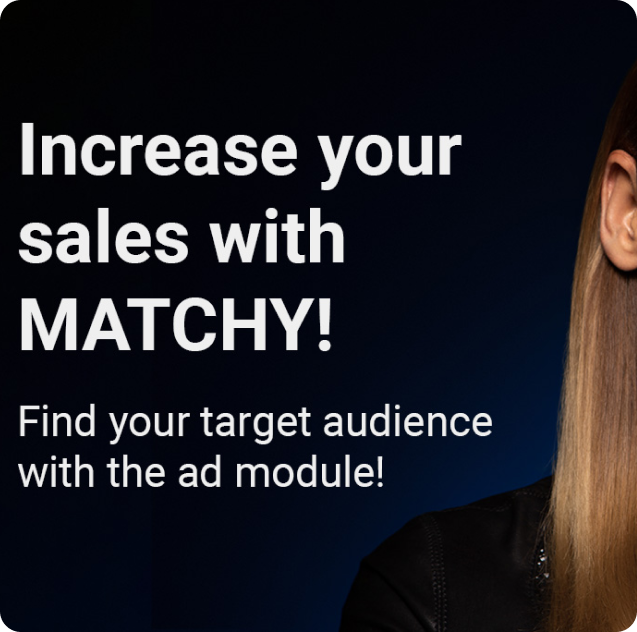 Increase your
sales with
MATCHY!
Find your target audience
with the ad module!